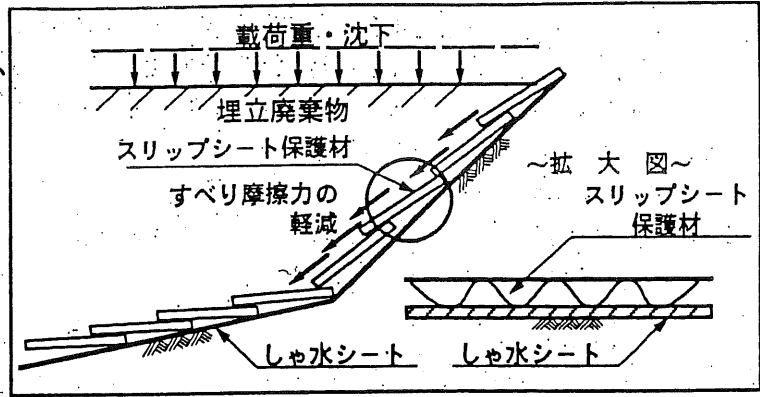 載荷重・沈下
埋立廃棄物
スリップシート保護材
すべり摩擦力の
軽減
～拡 大 図～
スリップシート
保護材
しゃ水シート
しゃ水シート